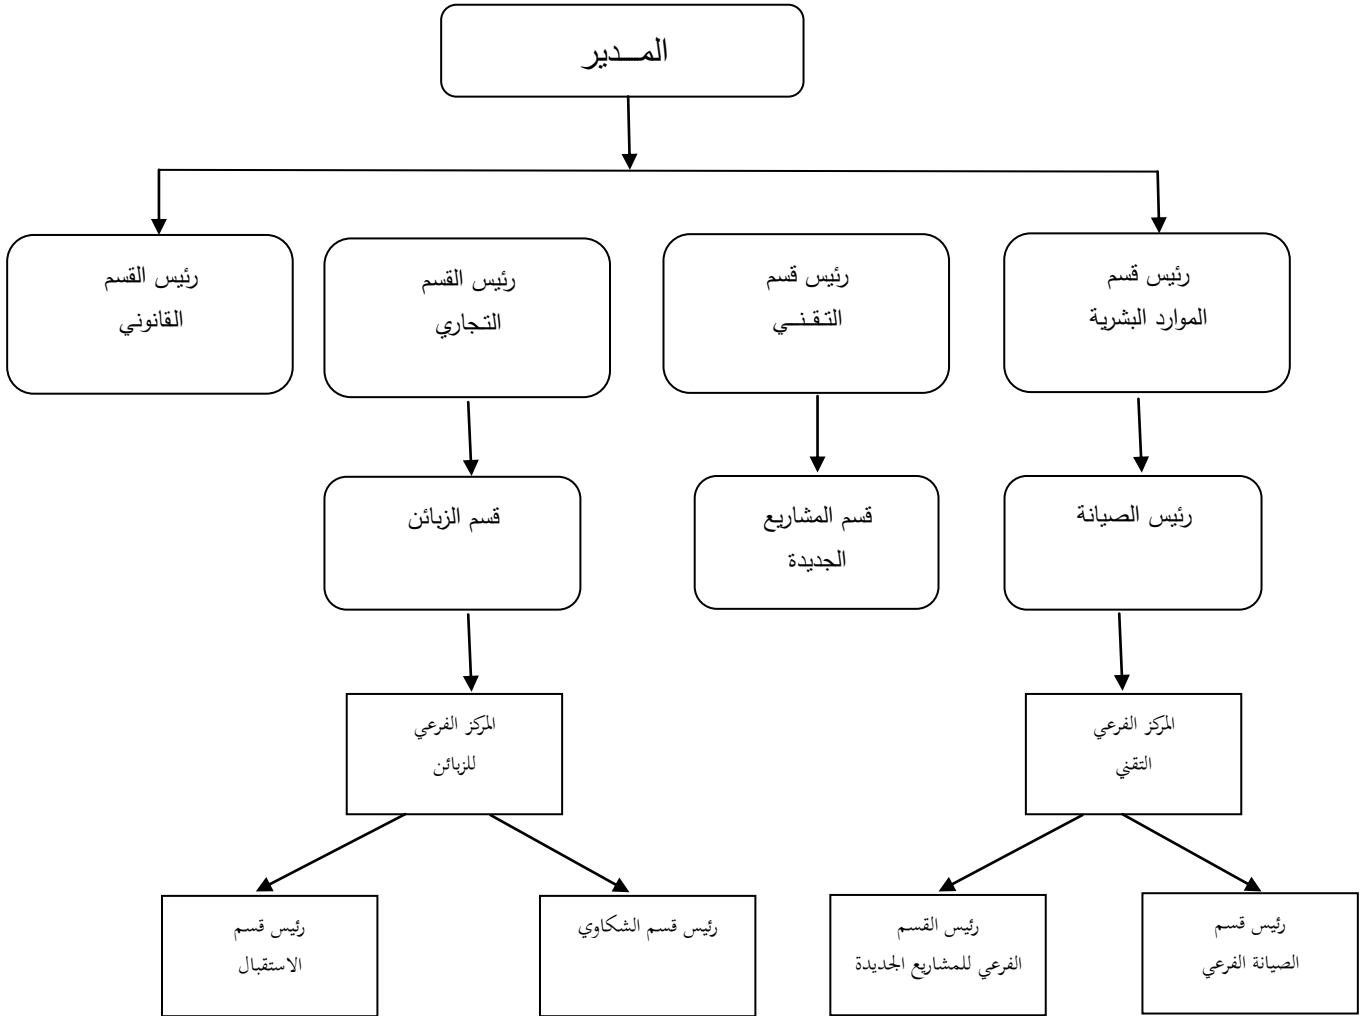 المــدير
رئيس قسم
الموارد البشرية
رئيس قسم
التـقـنــي
رئيس القسم
التجاري
رئيس القسم
القانوني
رئيس الصيانة
قسم المشاريع
الجديدة
قسم الزبائن
المركز الفرعي
التقني
المركز الفرعي
للزبائن
رئيس قسم
الصيانة الفرعي
رئيس القسم
الفرعي للمشاريع الجديدة
رئيس قسم الشكاوي
رئيس قسم
الاستقبال